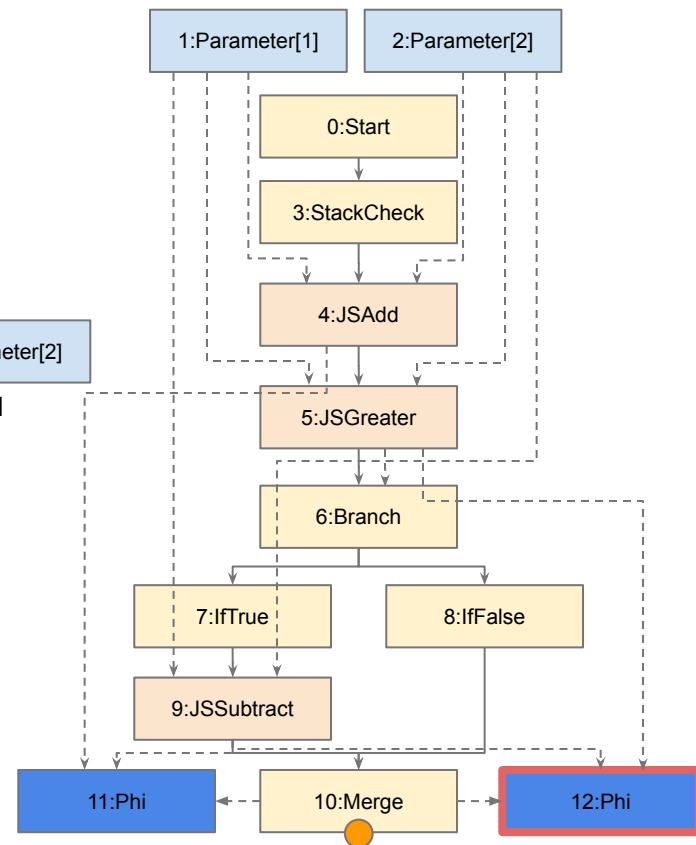 1:Parameter[1]
2:Parameter[2]
0:Start
3:StackCheck
4:JSAdd
5:JSGreater
6:Branch
7:IfTrue
8:IfFalse
9:JSSubtract
11:Phi
10:Merge
12:Phi